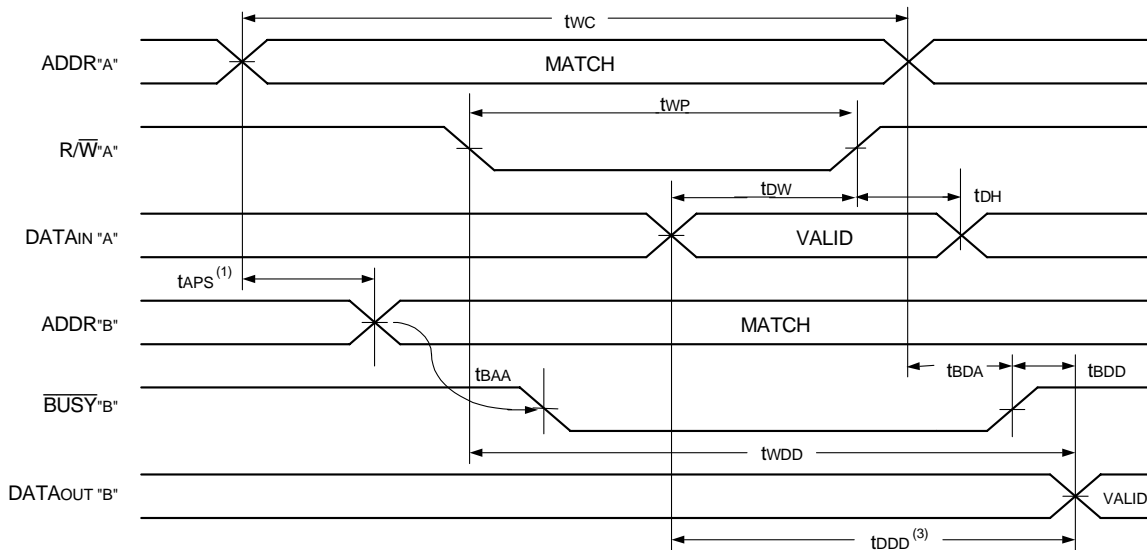 tWC
ADDR"A" MATCH
tWP
R/W̅"A"
tDW tDH
DATAIN "A" VALID
tAPS (1)
ADDR"B" MATCH
tBAA tBDA tBDD
B̅U̅S̅Y̅"B"
tWDD
DATAOUT "B" VALID
tDDD (3)